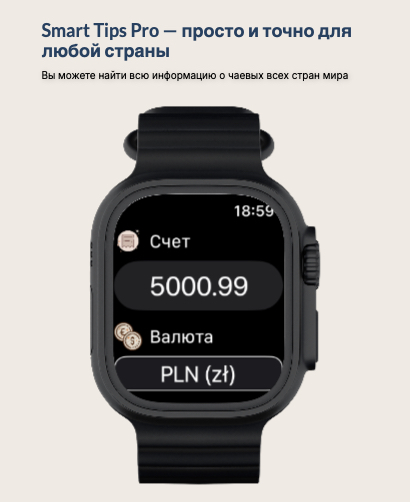 Smart Tips Pro — просто и точно для
любой страны
Вы можете найти всю информацию о чаевых всех стран мира
18:59
Счет
5000.99
Валюта
PLN (zł)